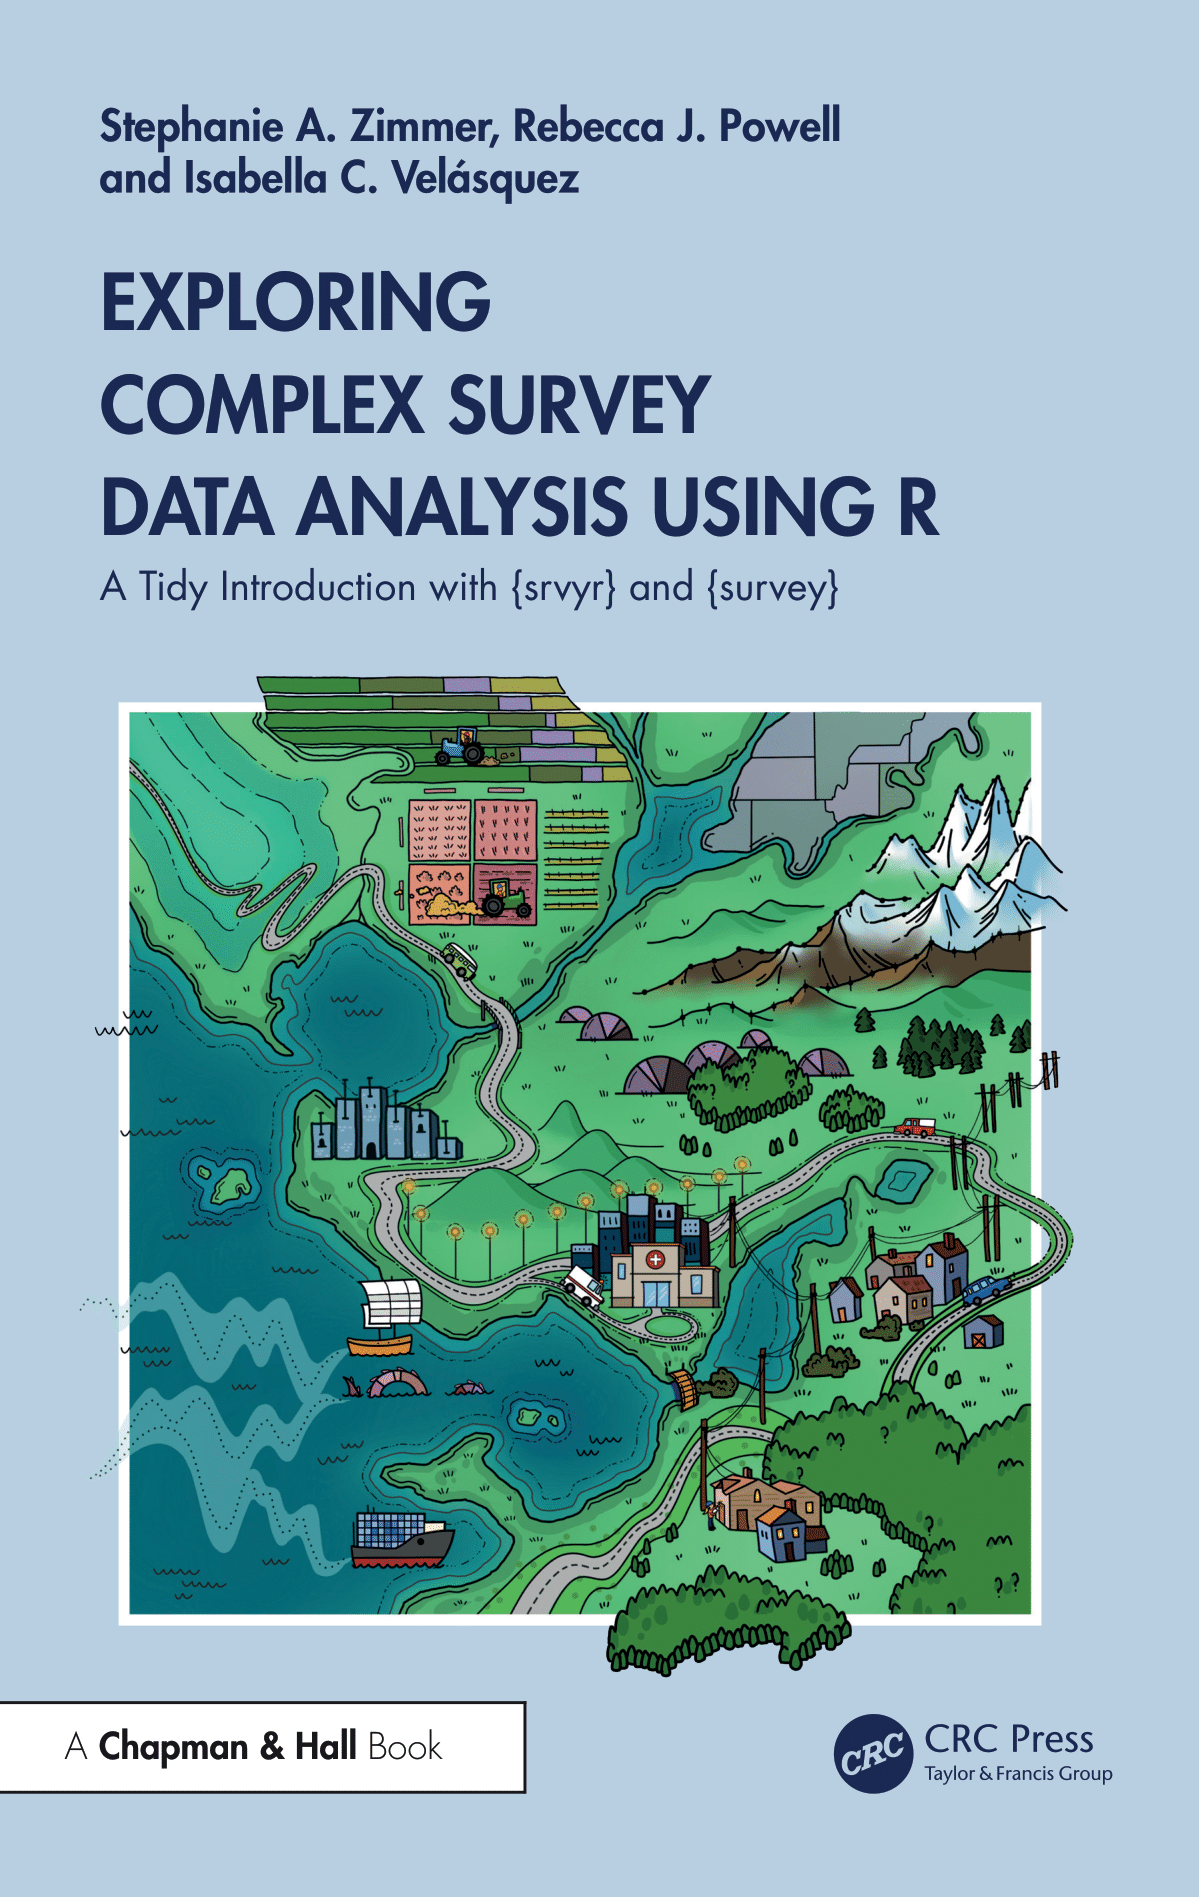 Stephanie A. Zimmer, Rebecca J. Powell
and Isabella C. Velásquez
EXPLORING
COMPLEX SURVEY
DATA ANALYSIS USING R
A Tidy Introduction with {srvyr} and {survey}
A Chapman & Hall Book
CRC
CRC Press
Taylor & Francis Group